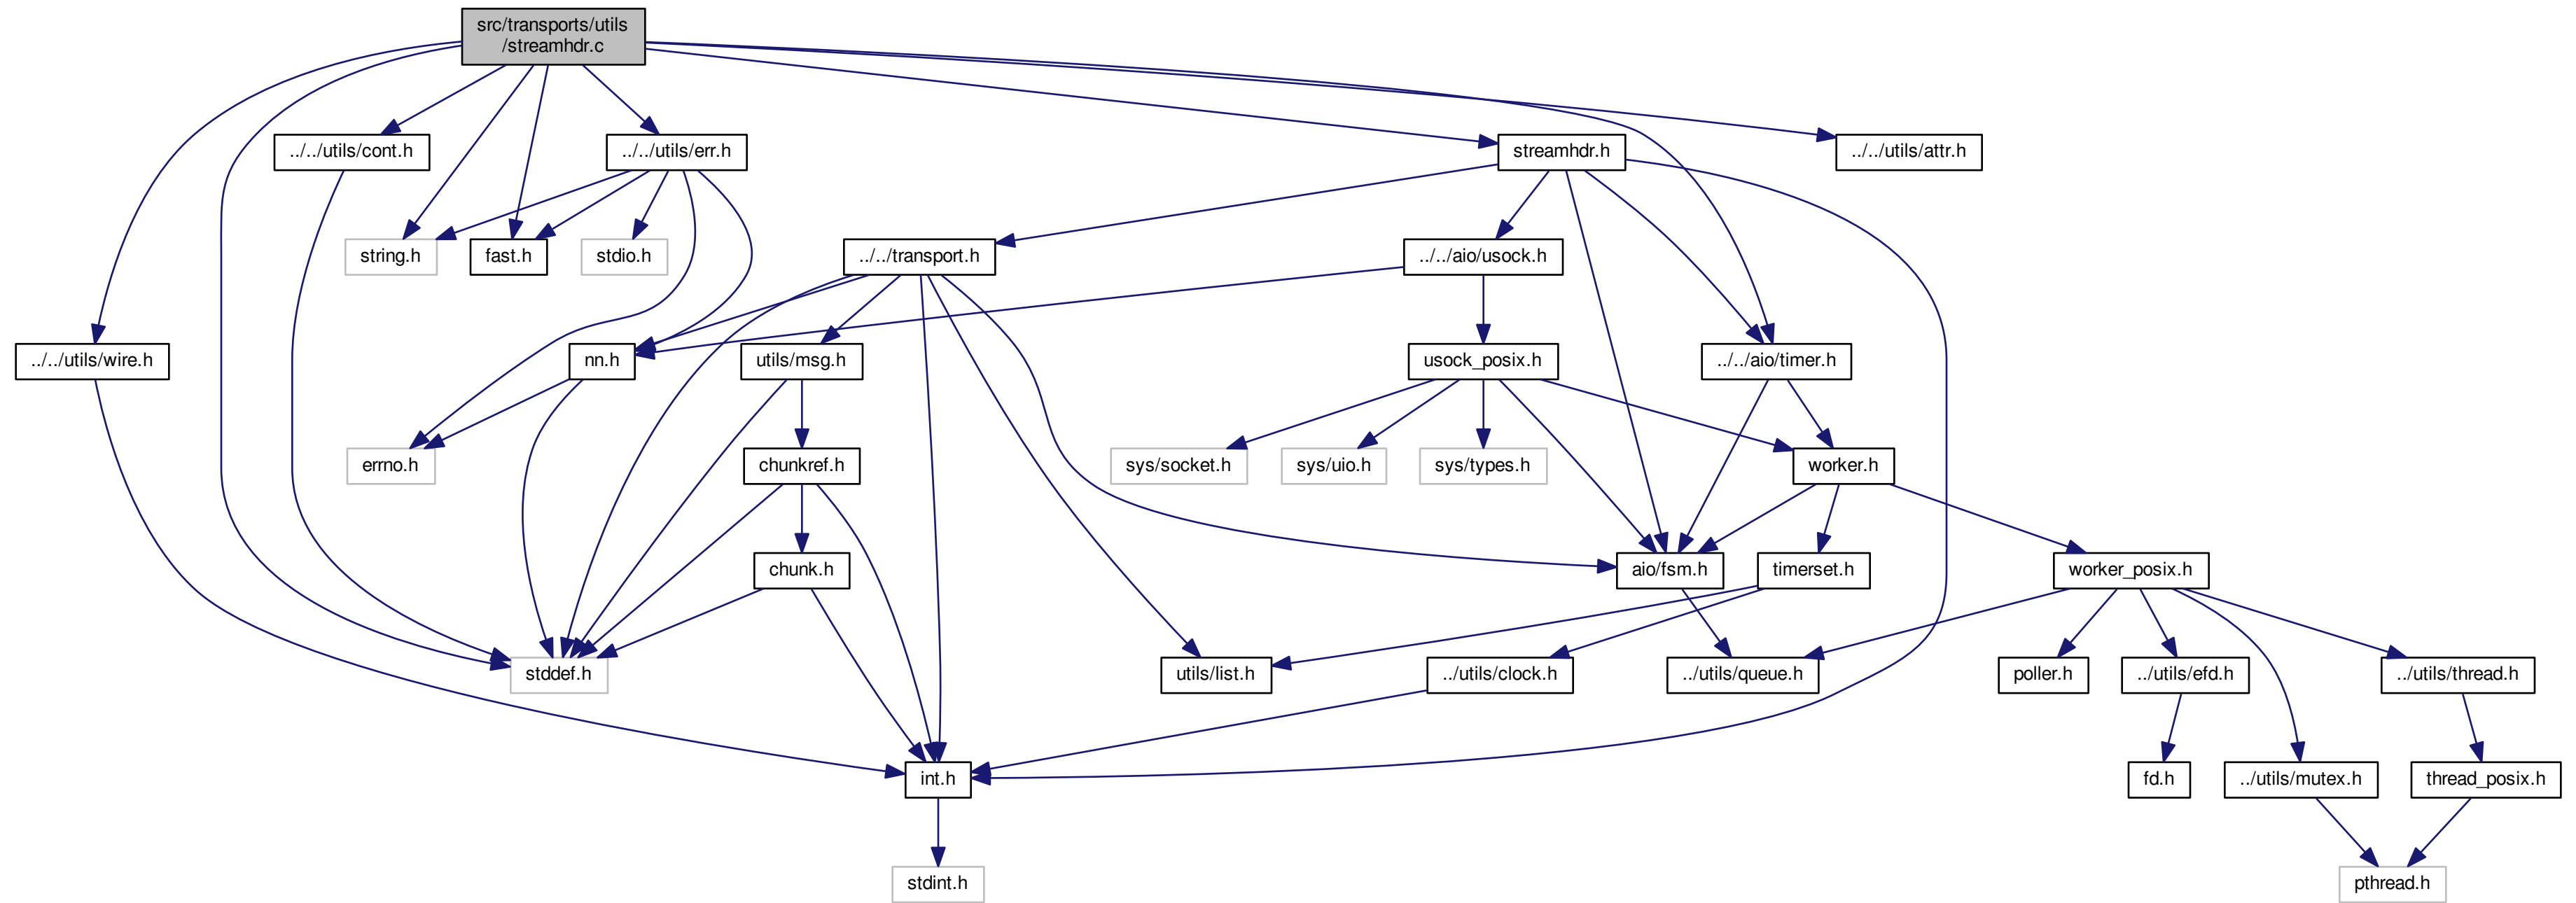 src/transports/utils
/streamhdr.c
../../utils/cont.h
../../utils/err.h
streamhdr.h
../../utils/attr.h
string.h
fast.h
stdio.h
../../transport.h
../../aio/usock.h
../../utils/wire.h
nn.h
utils/msg.h
usock_posix.h
../../aio/timer.h
errno.h
chunkref.h
sys/socket.h
sys/uio.h
sys/types.h
worker.h
chunk.h
aio/fsm.h
timerset.h
worker_posix.h
stddef.h
utils/list.h
../utils/clock.h
../utils/queue.h
poller.h
../utils/efd.h
../utils/thread.h
int.h
fd.h
../utils/mutex.h
thread_posix.h
stdint.h
pthread.h